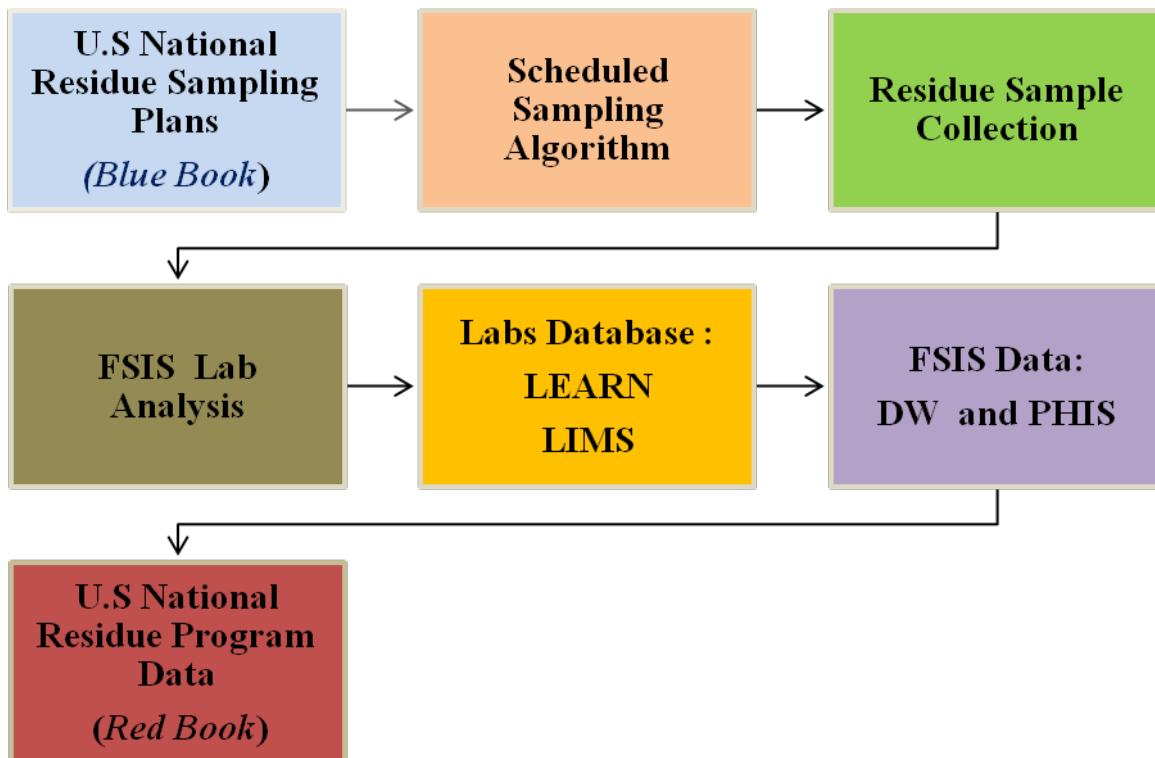 U.S National
Residue Sampling
Plans
(Blue Book)
Scheduled
Sampling
Algorithm
Residue Sample
Collection
FSIS Lab
Analysis
Labs Database :
LEARN
LIMS
FSIS Data:
DW and PHIS
U.S National
Residue Program
Data
(Red Book)